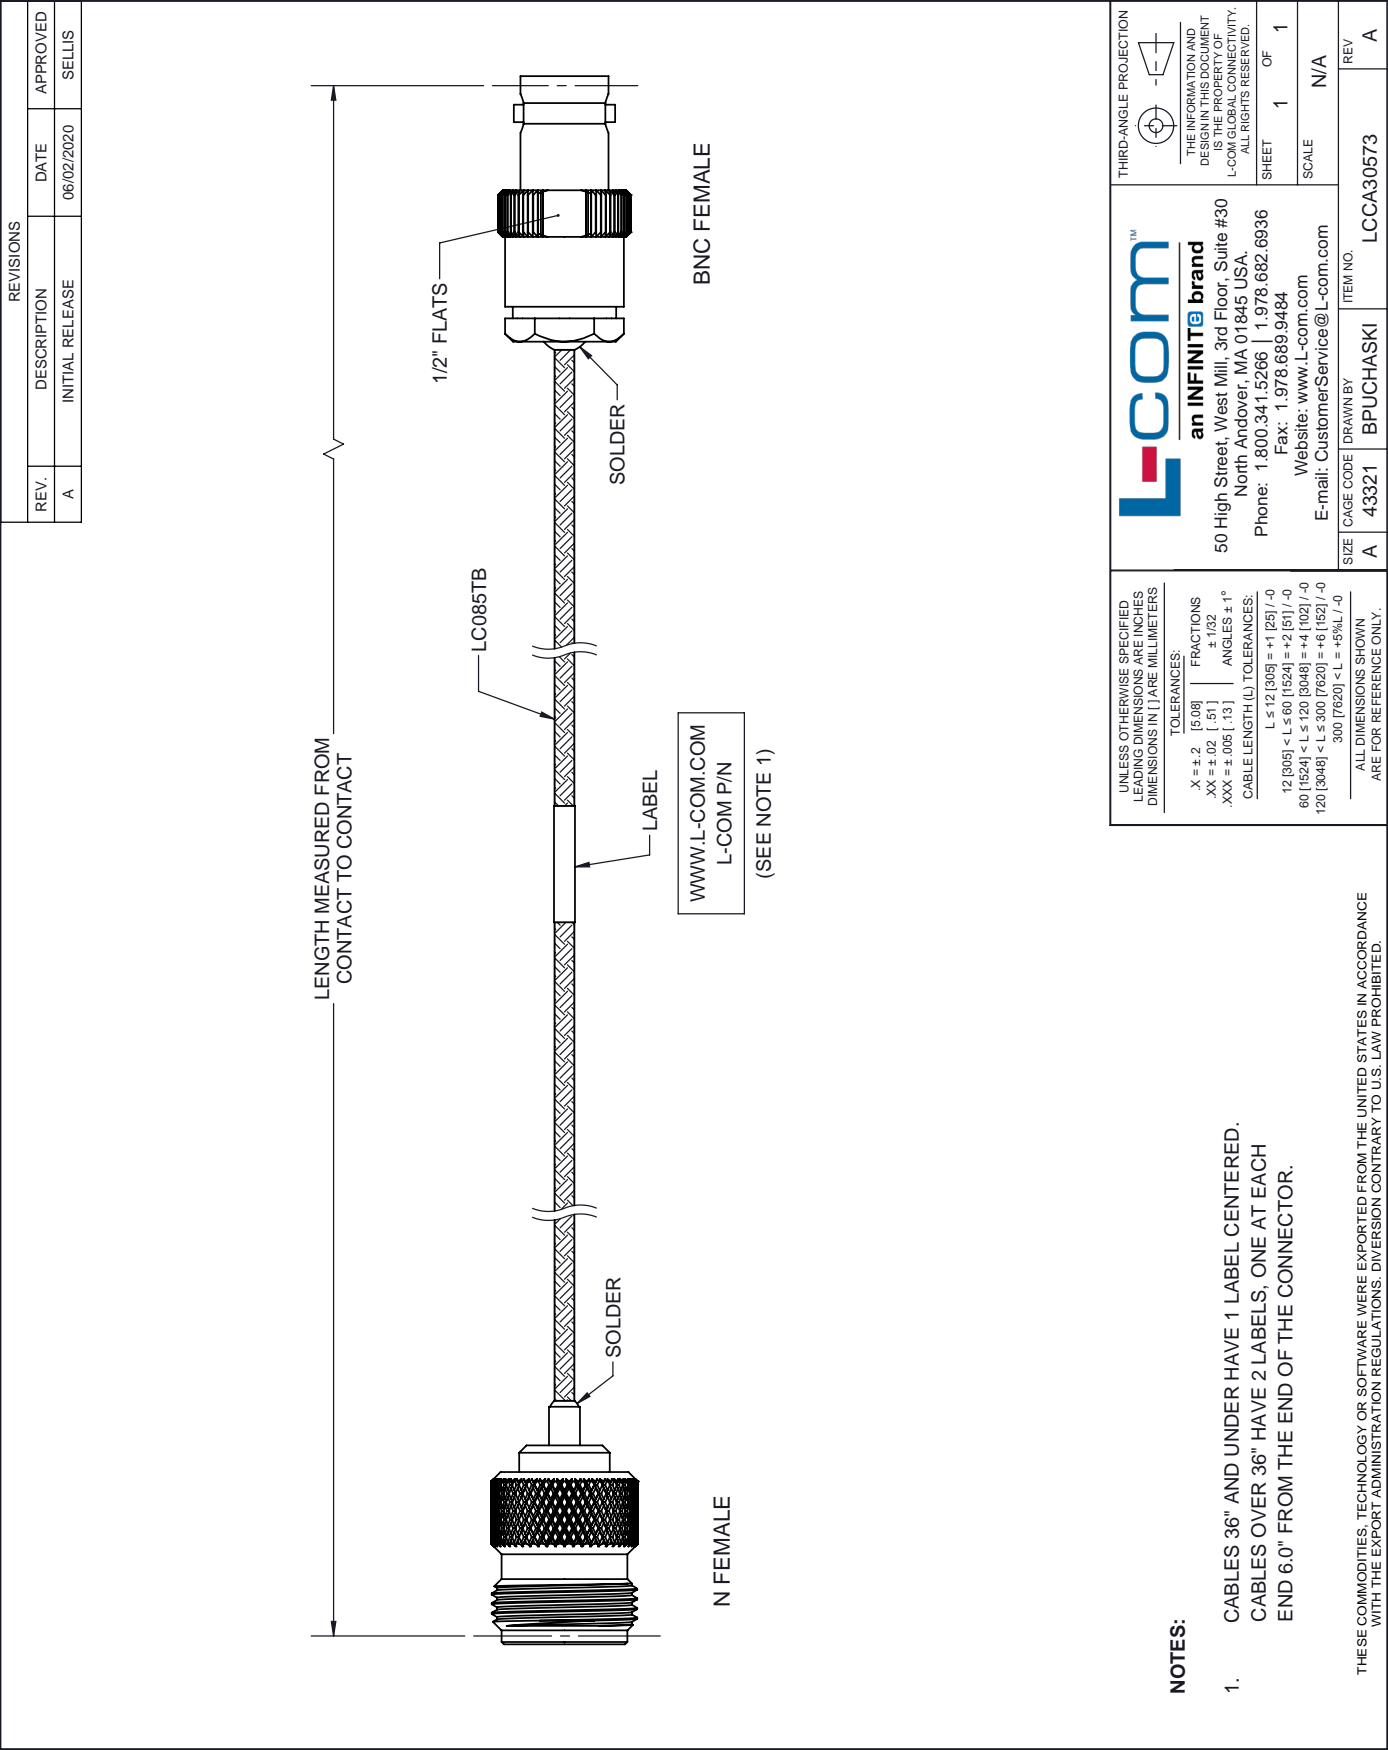 REVISIONS
REV. DESCRIPTION DATE APPROVED
A INITIAL RELEASE 06/02/2020 SELLIS
LENGTH MEASURED FROM
CONTACT TO CONTACT
1/2" FLATS
LC085TB
SOLDER
SOLDER
LABEL
WWW.L-COM.COM
L-COM P/N
(SEE NOTE 1)
N FEMALE
BNC FEMALE
NOTES:
1. CABLES 36" AND UNDER HAVE 1 LABEL CENTERED.
CABLES OVER 36" HAVE 2 LABELS, ONE AT EACH
END 6.0" FROM THE END OF THE CONNECTOR.
THESE COMMODITIES, TECHNOLOGY OR SOFTWARE WERE EXPORTED FROM THE UNITED STATES IN ACCORDANCE
WITH THE EXPORT ADMINISTRATION REGULATIONS. DIVERSION CONTRARY TO U.S. LAW PROHIBITED.
UNLESS OTHERWISE SPECIFIED
LEADING DIMENSIONS ARE INCHES
DIMENSIONS IN [ ] ARE MILLIMETERS
TOLERANCES:
.X = ± .2 [5.08] FRACTIONS
.XX = ± .02 [ .51 ] ± 1/32
.XXX = ± .005 [ .13 ] ANGLES ± 1°
CABLE LENGTH (L) TOLERANCES:
L ≤ 12 [305] = +1 [25] / -0
12 [305] < L ≤ 60 [1524] = +2 [51] / -0
60 [1524] < L ≤ 120 [3048] = +4 [102] / -0
120 [3048] < L ≤ 300 [7620] = +6 [152] / -0
300 [7620] < L = +5%L / -0
ALL DIMENSIONS SHOWN
ARE FOR REFERENCE ONLY.
L-com™
an INFINITe brand
50 High Street, West Mill, 3rd Floor, Suite #30
North Andover, MA 01845 USA.
Phone: 1.800.341.5266 | 1.978.682.6936
Fax: 1.978.689.9484
Website: www.L-com.com
E-mail: CustomerService@L-com.com
THIRD-ANGLE PROJECTION
THE INFORMATION AND
DESIGN IN THIS DOCUMENT
IS THE PROPERTY OF
L-COM GLOBAL CONNECTIVITY.
ALL RIGHTS RESERVED.
SHEET 1 OF 1
SCALE N/A
SIZE A
CAGE CODE 43321
DRAWN BY BPUCHASKI
ITEM NO. LCCA30573
REV A